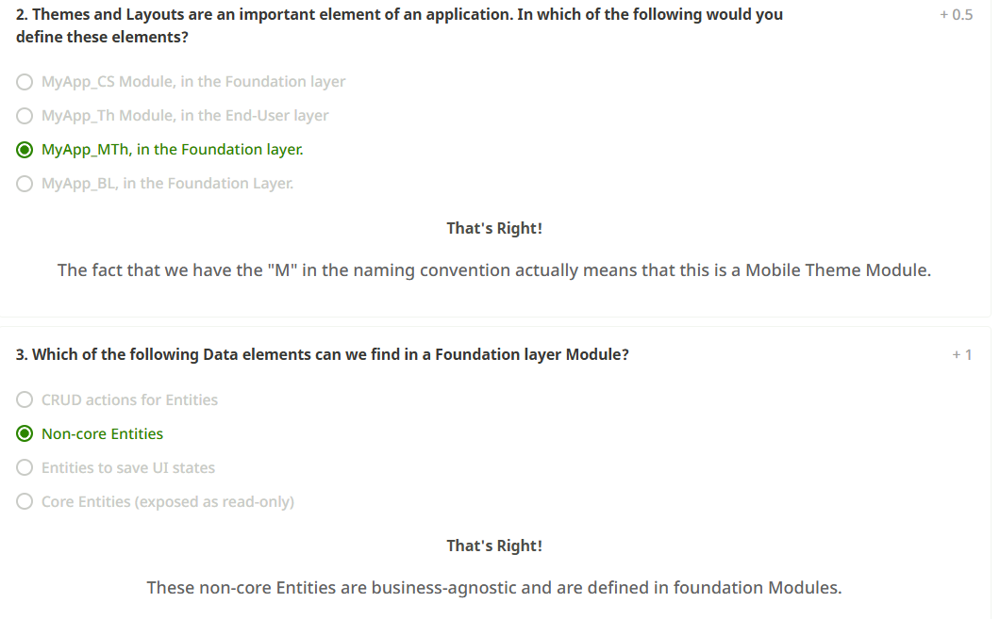 2. Themes and Layouts are an important element of an application. In which of the following would you
+ 0.5
define these elements?
MyApp_CS Module, in the Foundation layer
MyApp_Th Module, in the End-User layer
MyApp_MTh, in the Foundation layer.
MyApp_BL, in the Foundation Layer.
That's Right!
The fact that we have the "M" in the naming convention actually means that this is a Mobile Theme Module.
3. Which of the following Data elements can we find in a Foundation layer Module?
+ 1
CRUD actions for Entities
Non-core Entities
Entities to save UI states
Core Entities (exposed as read-only)
That's Right!
These non-core Entities are business-agnostic and are defined in foundation Modules.